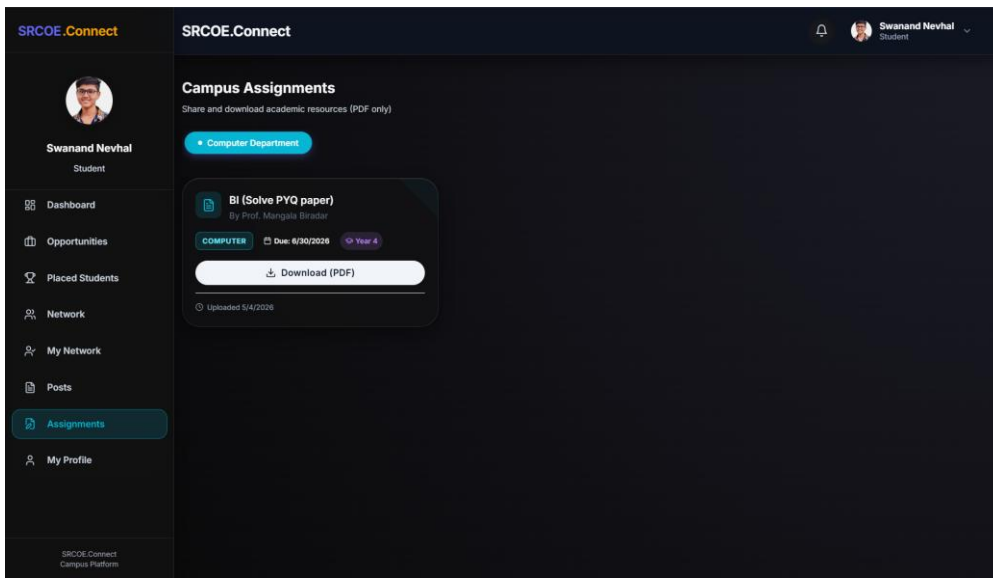 SRCOE.Connect
SRCOE.Connect
Swanand Nevhal
Student
Swanand Nevhal
Student
Dashboard
Opportunities
Placed Students
Network
My Network
Posts
Assignments
My Profile
SRCOE.Connect
Campus Platform
Campus Assignments
Share and download academic resources (PDF only)
Computer Department
BI (Solve PYQ paper)
By Prof. Mangala Biradar
COMPUTER Due: 6/30/2026 Year 4
Download (PDF)
Uploaded 5/4/2026